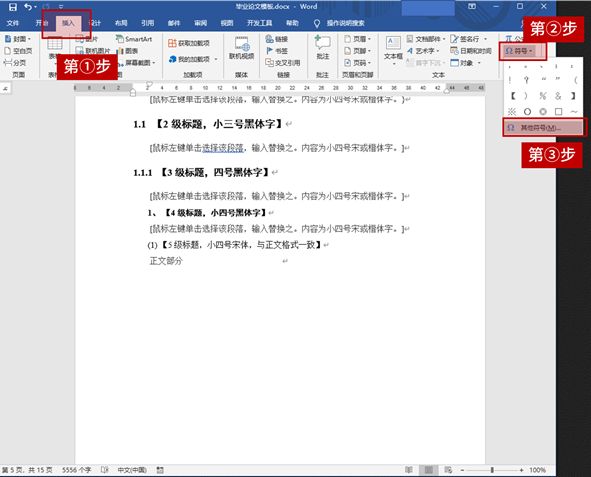 毕业论文模板.docx - Word
文件 开始 插入 设计 布局 引用 邮件 审阅 视图 帮助 开发工具 操作说明搜索
第②步
封面 图片 SmartArt 获取加载项 链接 页眉 文档部件 签名行
空白页 联机图片 图表 书签 页脚 艺术字 日期和时间 Ω符号
分页 屏幕截图 我的加载项 联机视频 交叉引用 批注 页码 文本框 首字下沉 对象
页面 加载项 媒体 链接 批注 页眉和页脚 文本
第①步
! ? “ ” (
【 ) % & 】
※ ○ ◎ □ ～
Ω 其他符号(M)...
第③步
[鼠标左键单击选择该段落，输入替换之。内容为小四号宋或楷体字。]
1.1 【2 级标题，小三号黑体字】
[鼠标左键单击选择该段落，输入替换之。内容为小四号宋或楷体字。]
1.1.1 【3 级标题，四号黑体字】
[鼠标左键单击选择该段落，输入替换之。内容为小四号宋或楷体字。]
1、【4 级标题，小四号黑体字】
[鼠标左键单击选择该段落，输入替换之。内容为小四号宋或楷体字。]
(1)【5 级标题，小四号宋体，与正文格式一致】
正文部分
第 5 页，共 15 页 5556 个字 中文(中国) 100%